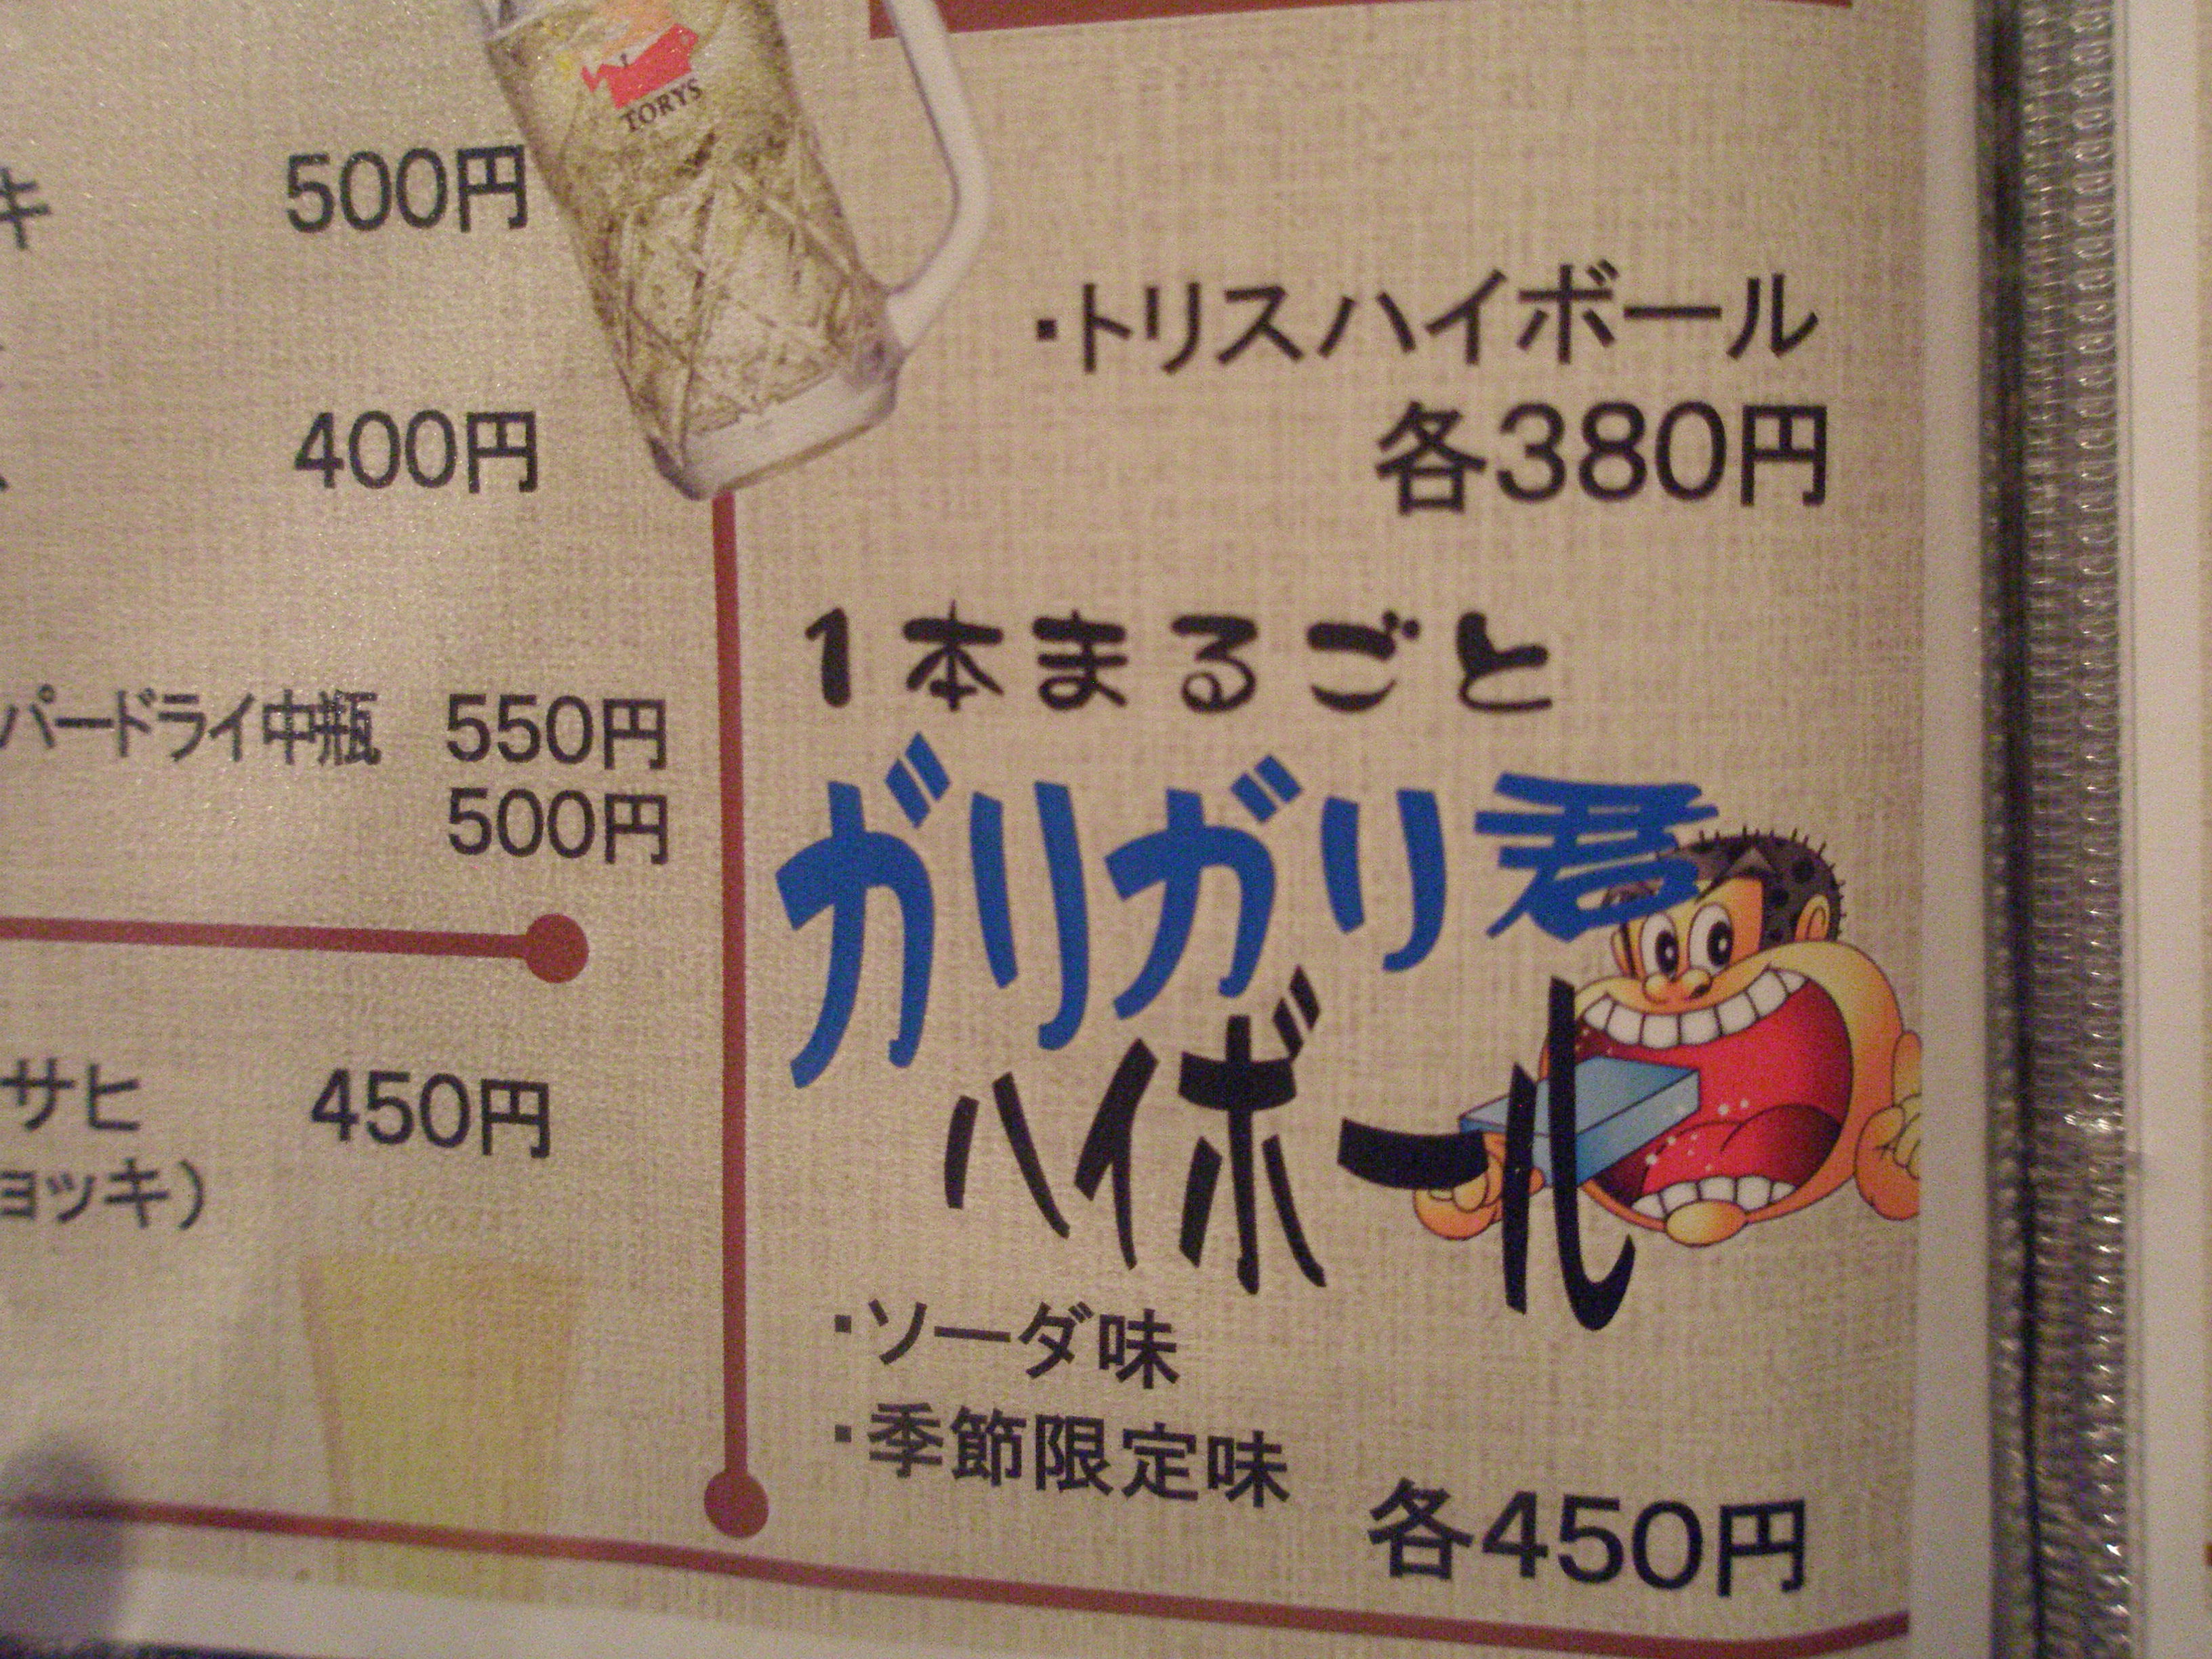 TORYS
キ 500円
400円
パードライ中瓶 550円
500円
サヒ 450円
ョッキ）
・トリスハイボール
各380円
1本まるごと
ガリガリ君
ハイボール
・ソーダ味
・季節限定味
各450円